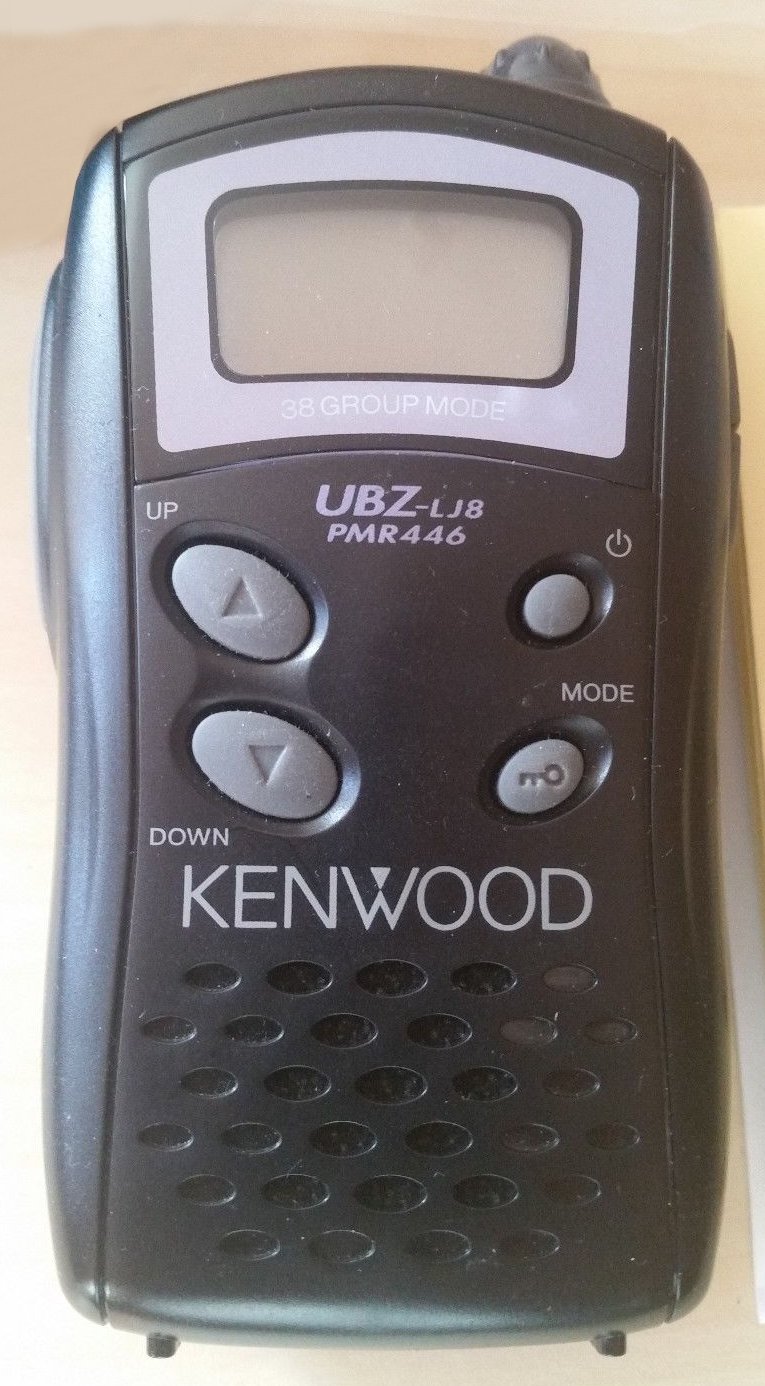 38 GROUP MODE
UBZ-LJ8
PMR446
UP
MODE
DOWN
KENWOOD